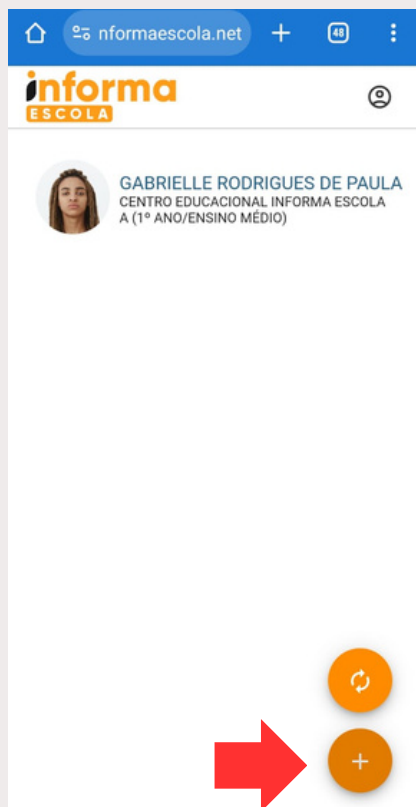 nformaescola.net
48
informa
ESCOLA
GABRIELLE RODRIGUES DE PAULA
CENTRO EDUCACIONAL INFORMA ESCOLA
A (1º ANO/ENSINO MÉDIO)